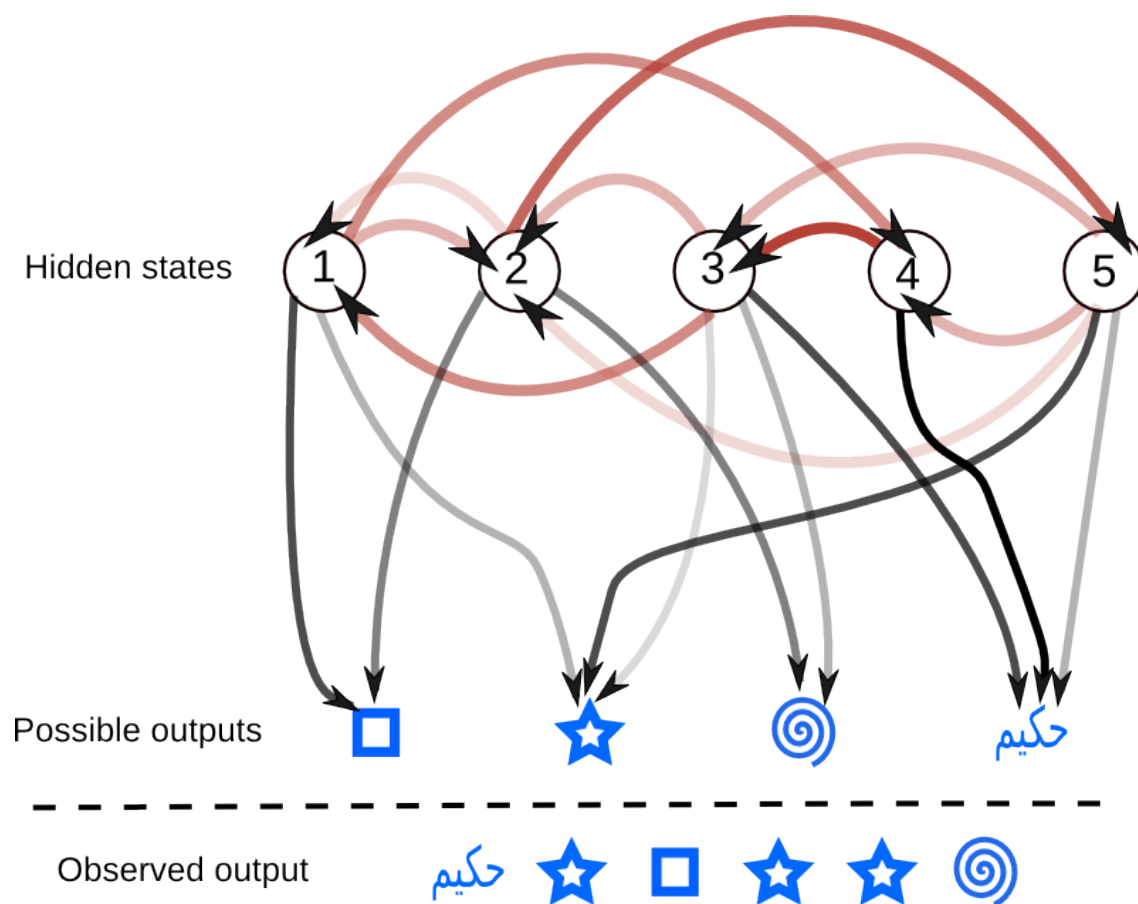 Hidden states
1 2 3 4 5
Possible outputs
حكيم
Observed output
حكيم